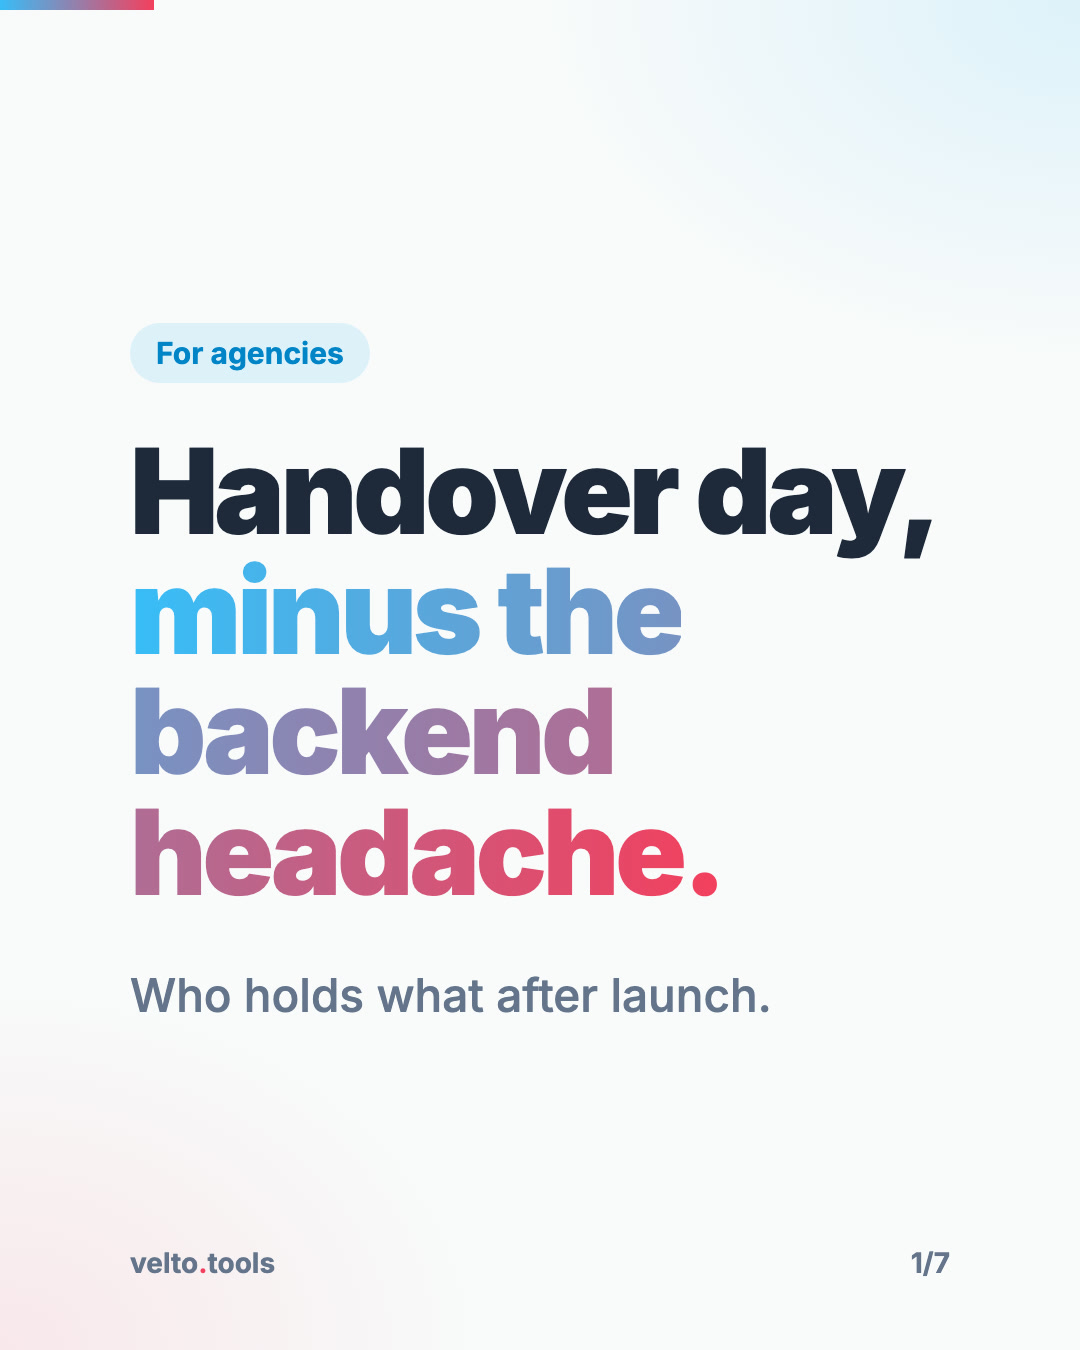 For agencies
Handover day,
minus the
backend
headache.
Who holds what after launch.
velto.tools
1/7